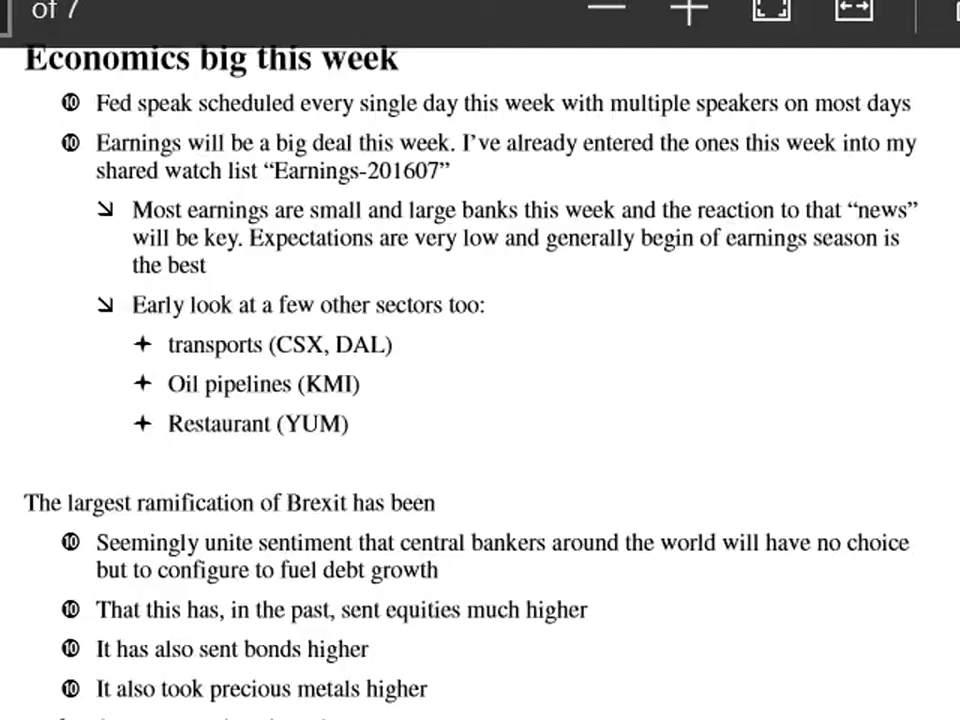 of 7
Economics big this week
❿ Fed speak scheduled every single day this week with multiple speakers on most days
❿ Earnings will be a big deal this week. I’ve already entered the ones this week into my
shared watch list “Earnings-201607”
Most earnings are small and large banks this week and the reaction to that “news”
will be key. Expectations are very low and generally begin of earnings season is
the best
Early look at a few other sectors too:
transports (CSX, DAL)
Oil pipelines (KMI)
Restaurant (YUM)
The largest ramification of Brexit has been
❿ Seemingly unite sentiment that central bankers around the world will have no choice
but to configure to fuel debt growth
❿ That this has, in the past, sent equities much higher
❿ It has also sent bonds higher
❿ It also took precious metals higher